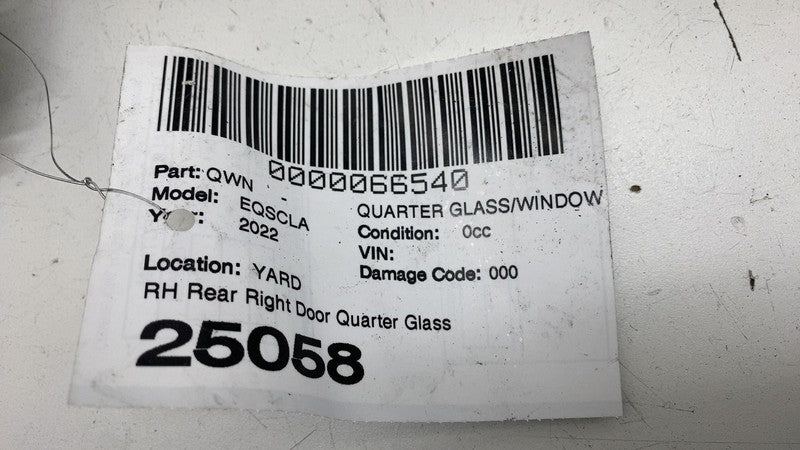 0000066540
Part: QWN - QUARTER GLASS/WINDOW
Model: EQSCLA Condition: 0cc
Year: 2022 VIN:
Location: YARD Damage Code: 000
RH Rear Right Door Quarter Glass
25058